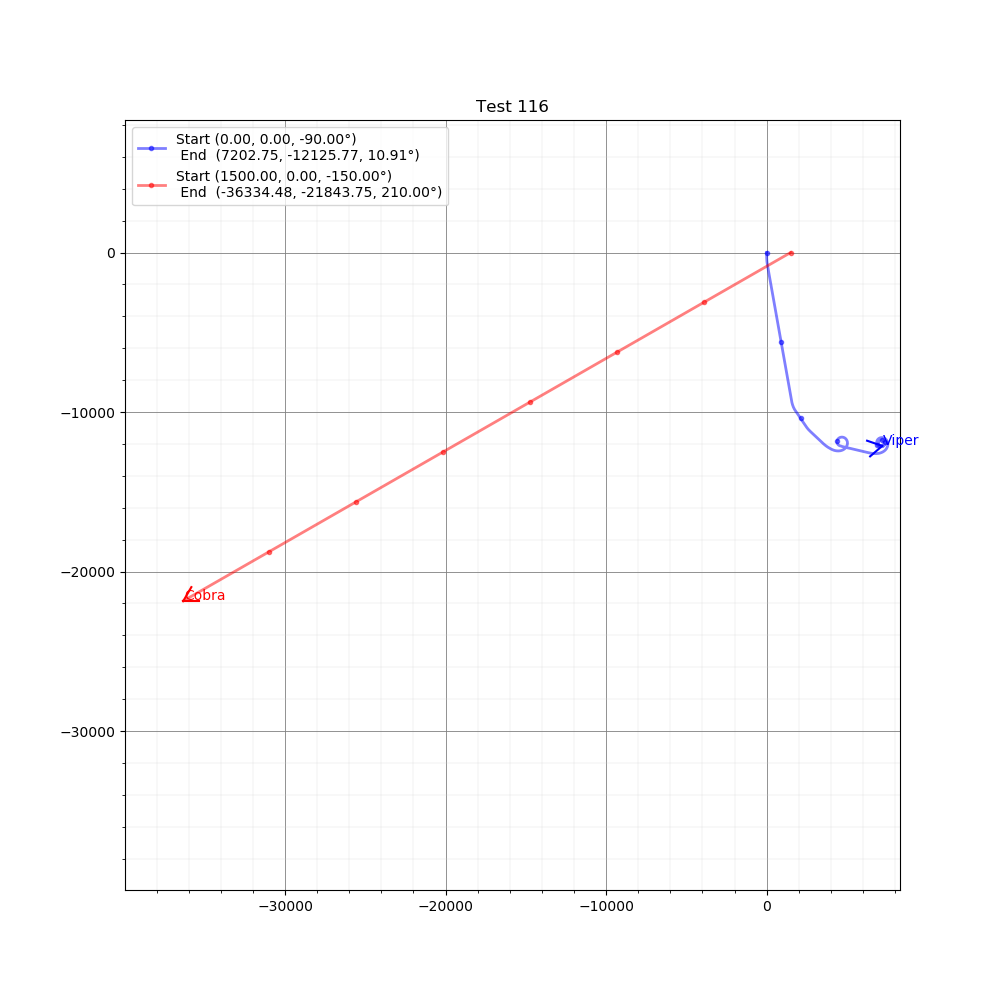 Test 116
Start (0.00, 0.00, -90.00°)
End  (7202.75, -12125.77, 10.91°)
Start (1500.00, 0.00, -150.00°)
End  (-36334.48, -21843.75, 210.00°)
0
−10000
−20000
−30000
Viper
Cobra
−30000
−20000
−10000
0